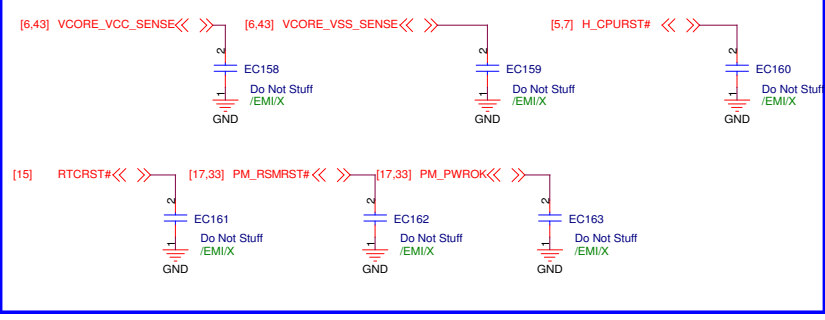 [6,43] VCORE_VCC_SENSE [6,43] VCORE_VSS_SENSE [5,7] H_CPURST#
2 2 2
EC158 EC159 EC160
1 Do Not Stuff 1 Do Not Stuff 1 Do Not Stuff
/EMI/X /EMI/X /EMI/X
GND GND GND
[15] RTCRST# [17,33] PM_RSMRST# [17,33] PM_PWROK
2 2 2
EC161 EC162 EC163
1 Do Not Stuff 1 Do Not Stuff 1 Do Not Stuff
/EMI/X /EMI/X /EMI/X
GND GND GND